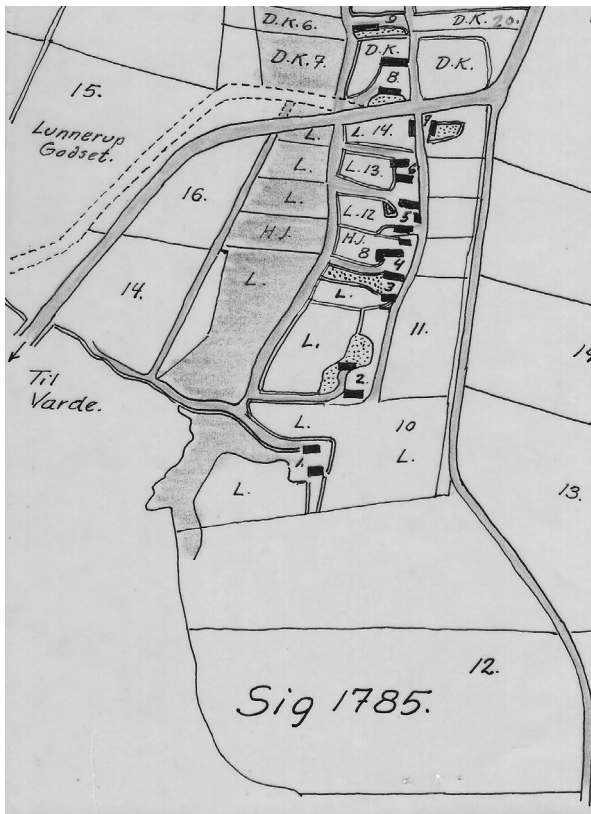 D.K.6.
9
D.K.
20.
D.K.7.
D.K.
8.
D.K.
15.
Lunnerup
Godset.
L.
L.
14.
7
L.
L.13.
6
16.
L.
L.12
5
H.J.
H.J.
8
4
14.
L.
3
L.
11.
L.
14
2.
Til
Varde.
L.
10
L.
1.
L.
13.
12.
Sig 1785.